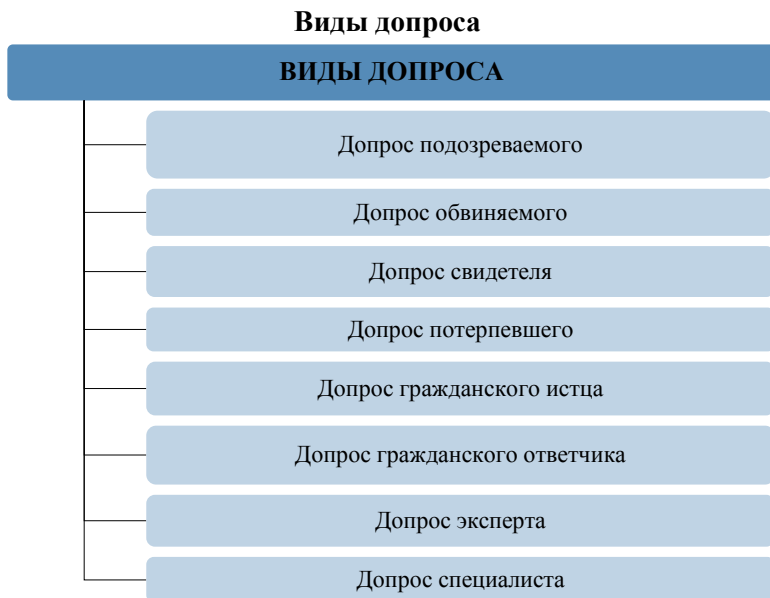 Виды допроса
ВИДЫ ДОПРОСА
Допрос подозреваемого
Допрос обвиняемого
Допрос свидетеля
Допрос потерпевшего
Допрос гражданского истца
Допрос гражданского ответчика
Допрос эксперта
Допрос специалиста